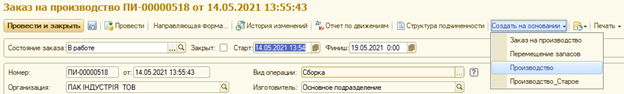 Заказ на производство ПИ-00000518 от 14.05.2021 13:55:43
Провести и закрыть Провести Направляющая форма... История изменений Отчет по движениям Структура подчиненности Создать на основании Печать
Состояние заказа: В работе ... Закрыт: Старт: 14.05.2021 13:54 Финиш: 19.05.2021 0:00
Заказ на производство
Перемещение запасов
Номер: ПИ-00000518 от: 14.05.2021 13:55:43 Вид операции: Сборка ... ?
Производство
Организация: ПАК ІНДУСТРІЯ ТОВ Изготовитель: Основное подразделение
Производство_Старое